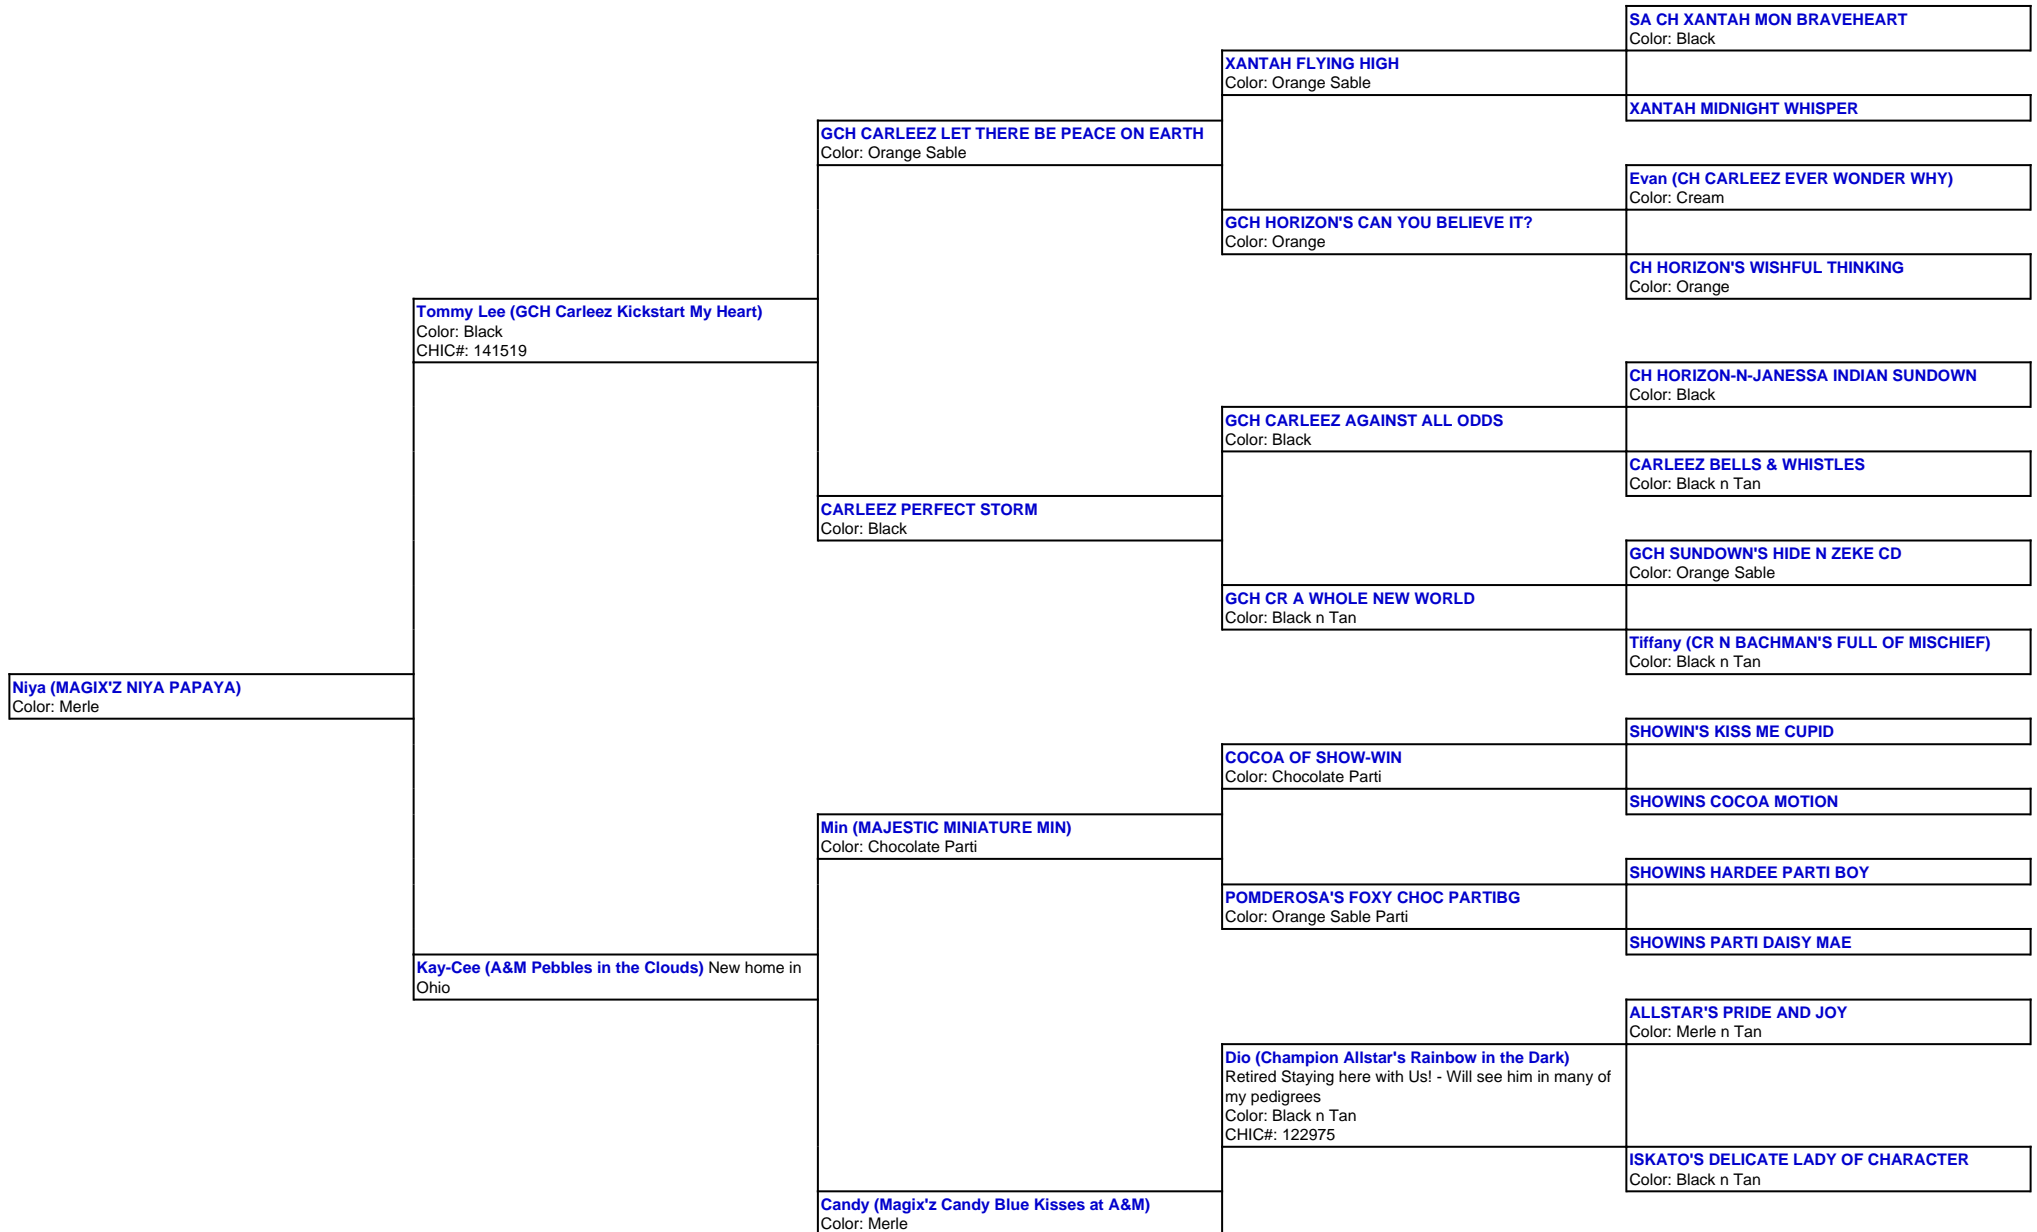 SA CH XANTAH MON BRAVEHEART
Color: Black
XANTAH FLYING HIGH
Color: Orange Sable
XANTAH MIDNIGHT WHISPER
GCH CARLEEZ LET THERE BE PEACE ON EARTH
Color: Orange Sable
Evan (CH CARLEEZ EVER WONDER WHY)
Color: Cream
GCH HORIZON'S CAN YOU BELIEVE IT?
Color: Orange
CH HORIZON'S WISHFUL THINKING
Color: Orange
Tommy Lee (GCH Carleez Kickstart My Heart)
Color: Black
CHIC#: 141519
CH HORIZON-N-JANESSA INDIAN SUNDOWN
Color: Black
GCH CARLEEZ AGAINST ALL ODDS
Color: Black
CARLEEZ BELLS & WHISTLES
Color: Black n Tan
CARLEEZ PERFECT STORM
Color: Black
GCH SUNDOWN'S HIDE N ZEKE CD
Color: Orange Sable
GCH CR A WHOLE NEW WORLD
Color: Black n Tan
Tiffany (CR N BACHMAN'S FULL OF MISCHIEF)
Color: Black n Tan
Niya (MAGIX'Z NIYA PAPAYA)
Color: Merle
SHOWIN'S KISS ME CUPID
COCOA OF SHOW-WIN
Color: Chocolate Parti
SHOWINS COCOA MOTION
Min (MAJESTIC MINIATURE MIN)
Color: Chocolate Parti
SHOWINS HARDEE PARTI BOY
POMDEROSA'S FOXY CHOC PARTIBG
Color: Orange Sable Parti
SHOWINS PARTI DAISY MAE
Kay-Cee (A&M Pebbles in the Clouds) New home in
Ohio
ALLSTAR'S PRIDE AND JOY
Color: Merle n Tan
Dio (Champion Allstar's Rainbow in the Dark)
Retired Staying here with Us! - Will see him in many of
my pedigrees
Color: Black n Tan
CHIC#: 122975
ISKATO'S DELICATE LADY OF CHARACTER
Color: Black n Tan
Candy (Magix'z Candy Blue Kisses at A&M)
Color: Merle